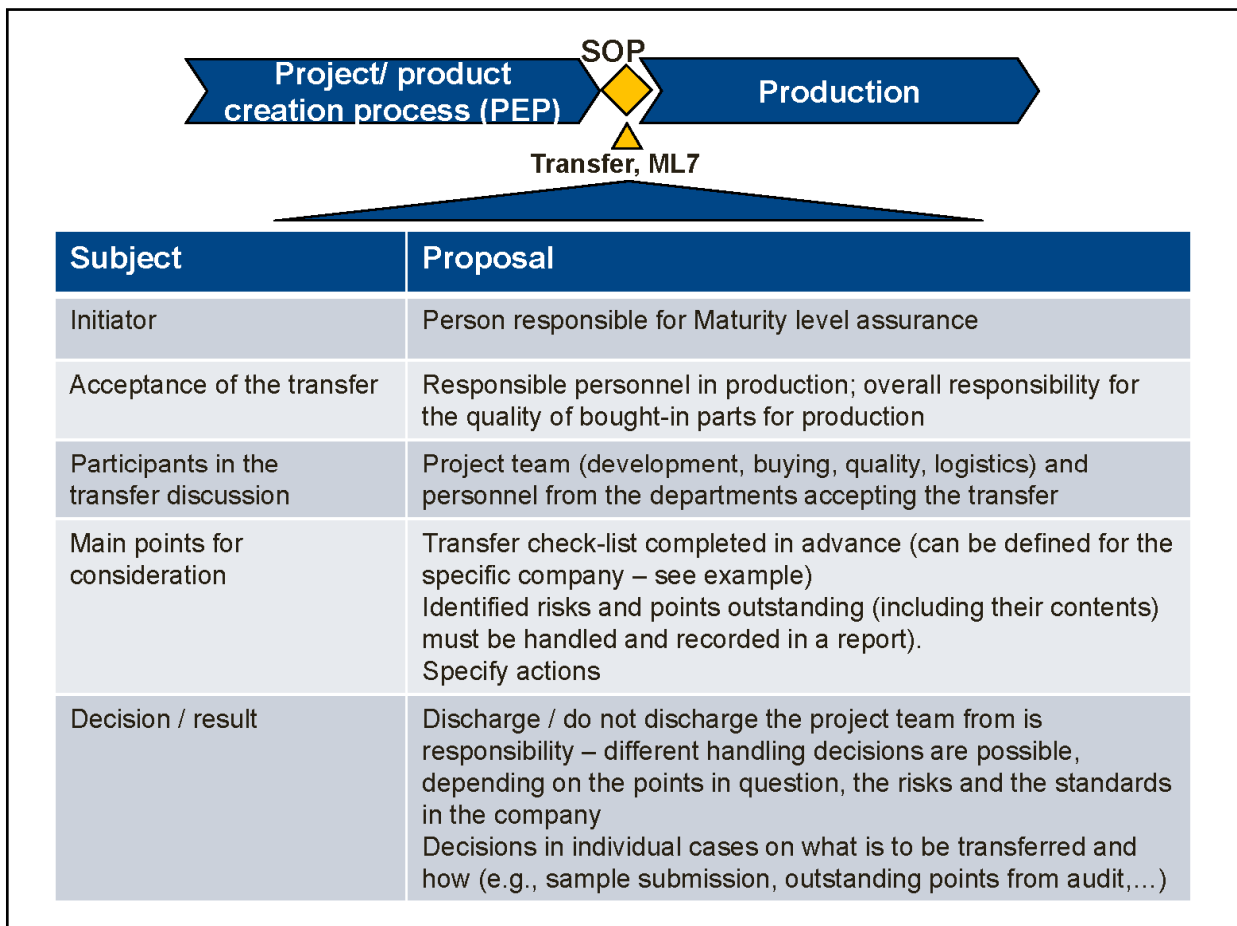 SOP
Project/ product
creation process (PEP)
Production
Transfer, ML7
Subject
Proposal
Initiator
Person responsible for Maturity level assurance
Acceptance of the transfer
Responsible personnel in production; overall responsibility for
the quality of bought-in parts for production
Participants in the
transfer discussion
Project team (development, buying, quality, logistics) and
personnel from the departments accepting the transfer
Main points for
consideration
Transfer check-list completed in advance (can be defined for the
specific company – see example)
Identified risks and points outstanding (including their contents)
must be handled and recorded in a report).
Specify actions
Decision / result
Discharge / do not discharge the project team from is
responsibility – different handling decisions are possible,
depending on the points in question, the risks and the standards
in the company
Decisions in individual cases on what is to be transferred and
how (e.g., sample submission, outstanding points from audit,…)